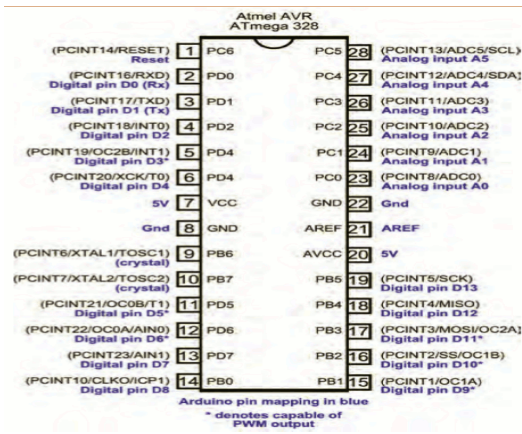 Atmel AVR
ATmega 328
(PCINT14/RESET) 1 PC6 PC5 28 (PCINT13/ADC5/SCL)
Reset Analog input A5
(PCINT16/RXD) 2 PD0 PC4 27 (PCINT12/ADC4/SDA)
Digital pin D0 (Rx) Analog input A4
(PCINT17/TXD) 3 PD1 PC3 26 (PCINT11/ADC3)
Digital pin D1 (Tx) Analog input A3
(PCINT18/INT0) 4 PD2 PC2 25 (PCINT10/ADC2)
Digital pin D2 Analog input A2
(PCINT19/OC2B/INT1) 5 PD4 PC1 24 (PCINT9/ADC1)
Digital pin D3* Analog input A1
(PCINT20/XCK/T0) 6 PD4 PC0 23 (PCINT8/ADC0)
Digital pin D4 Analog input A0
5V 7 VCC GND 22 Gnd
Gnd 8 GND AREF 21 AREF
(PCINT6/XTAL1/TOSC1) 9 PB6 AVCC 20 5V
(crystal)
(PCINT7/XTAL2/TOSC2) 10 PB7 PB5 19 (PCINT5/SCK)
(crystal) Digital pin D13
(PCINT21/OC0B/T1) 11 PD5 PB4 18 (PCINT4/MISO)
Digital pin D5* Digital pin D12
(PCINT22/OC0A/AIN0) 12 PD6 PB3 17 (PCINT3/MOSI/OC2A)
Digital pin D6* Digital pin D11*
(PCINT23/AIN1) 13 PD7 PB2 16 (PCINT2/SS/OC1B)
Digital pin D7 Digital pin D10*
(PCINT10/CLKO/ICP1) 14 PB0 PB1 15 (PCINT1/OC1A)
Digital pin D8 Digital pin D9*
Arduino pin mapping in blue
* denotes capable of
PWM output